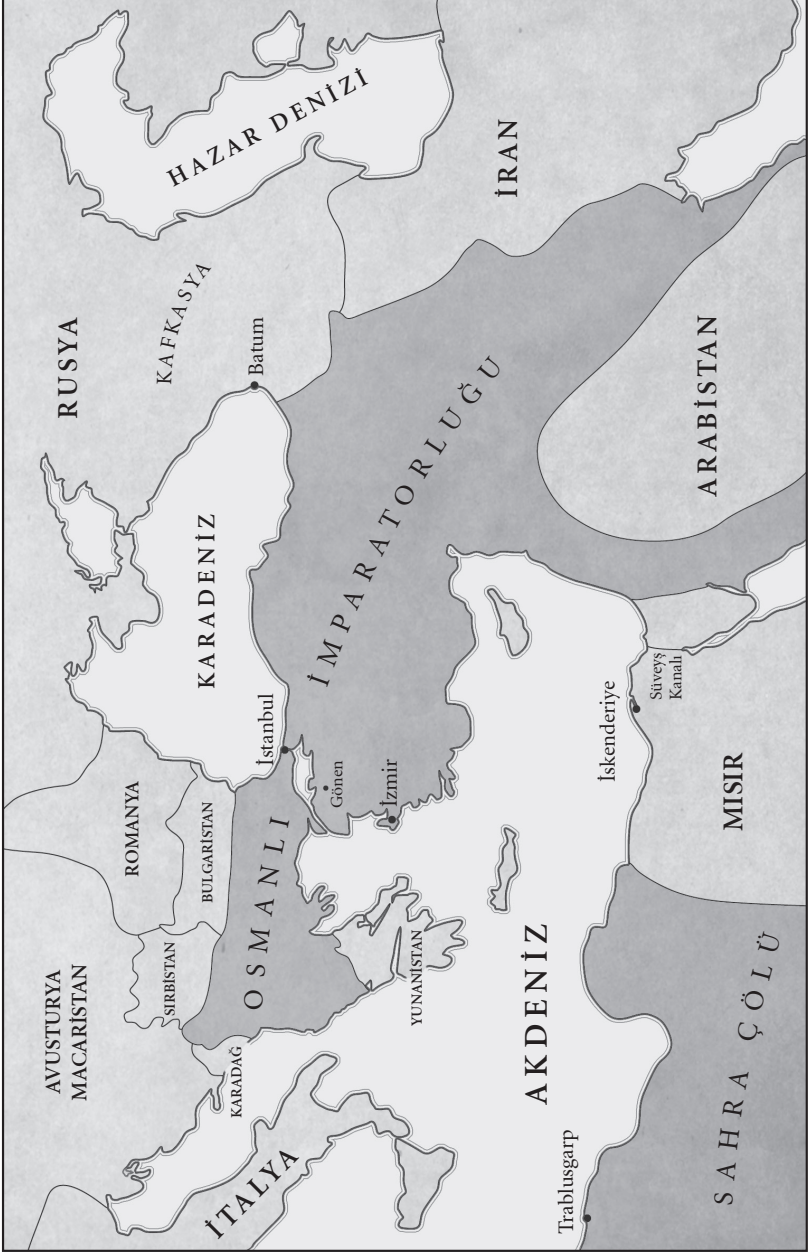 AVUSTURYA
MACARİSTAN
RUSYA
HAZAR DENİZİ
KAFKASYA
ROMANYA
KARADENİZ
Batum
İRAN
SIRBİSTAN
BULGARİSTAN
KARADAĞ
İTALYA
OSMANLI
İstanbul
İMPARATORLUĞU
Gönen
İzmir
YUNANİSTAN
AKDENİZ
Trablusgarp
İskenderiye
Süveyş
Kanalı
ARABİSTAN
MISIR
SAHRA ÇÖLÜ